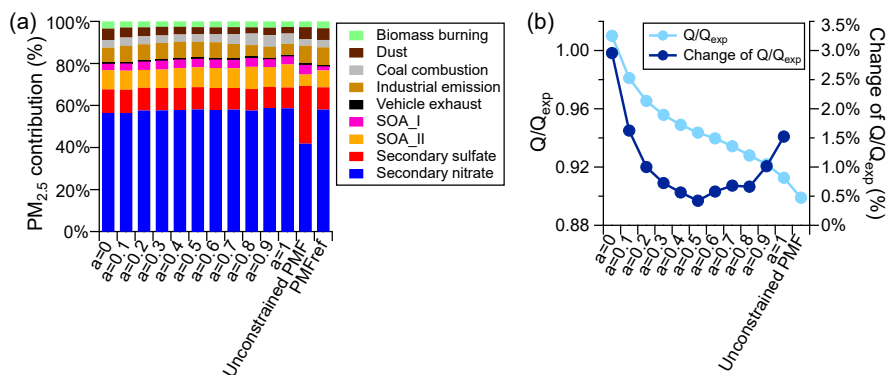 (a)
PM2.5 contribution (%)
100%
80%
60%
40%
20%
0%
a=0
a=0.1
a=0.2
a=0.3
a=0.4
a=0.5
a=0.6
a=0.7
a=0.8
a=0.9
a=1
Unconstrained PMF
PMFref
Biomass burning
Dust
Coal combustion
Industrial emission
Vehicle exhaust
SOA_I
SOA_II
Secondary sulfate
Secondary nitrate
(b)
Q/Qexp
1.00
0.96
0.92
0.88
Q/Qexp
Change of Q/Qexp
3.5%
3.0%
2.5%
2.0%
1.5%
1.0%
0.5%
0%
Change of
Q/Qexp (%)
a=0
a=0.1
a=0.2
a=0.3
a=0.4
a=0.5
a=0.6
a=0.7
a=0.8
a=0.9
a=1
Unconstrained PMF